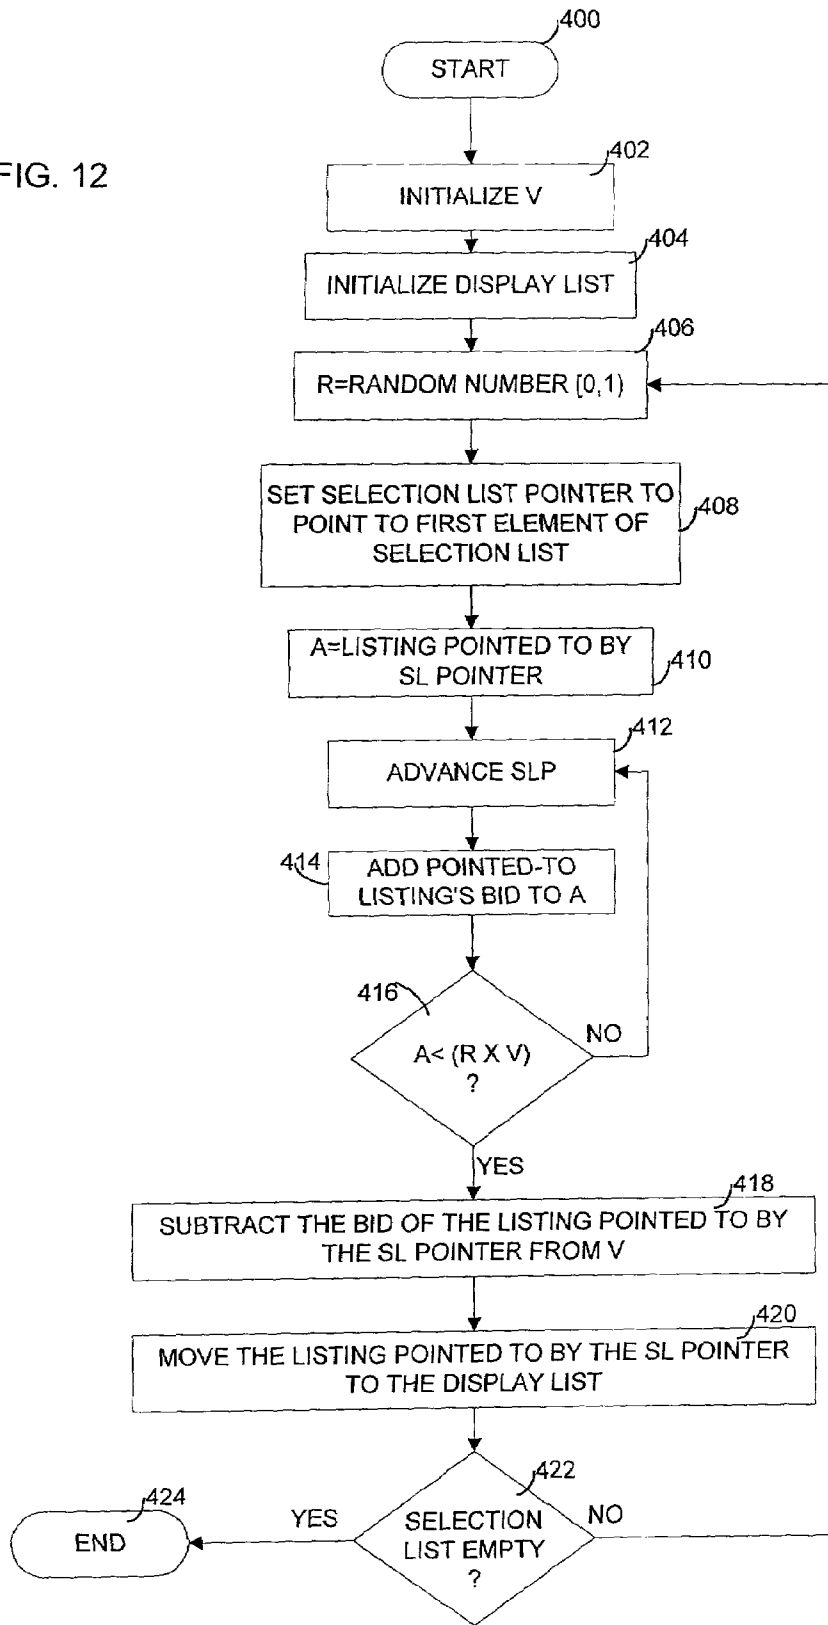 400
START
FIG. 12
402
INITIALIZE V
404
INITIALIZE DISPLAY LIST
406
R=RANDOM NUMBER [0,1)
SET SELECTION LIST POINTER TO
POINT TO FIRST ELEMENT OF
SELECTION LIST
408
A=LISTING POINTED TO BY
SL POINTER
410
412
ADVANCE SLP
414
ADD POINTED-TO
LISTING'S BID TO A
416
A< (R X V)
?
NO
YES
418
SUBTRACT THE BID OF THE LISTING POINTED TO BY
THE SL POINTER FROM V
420
MOVE THE LISTING POINTED TO BY THE SL POINTER
TO THE DISPLAY LIST
422
SELECTION
LIST EMPTY
?
NO
YES
424
END